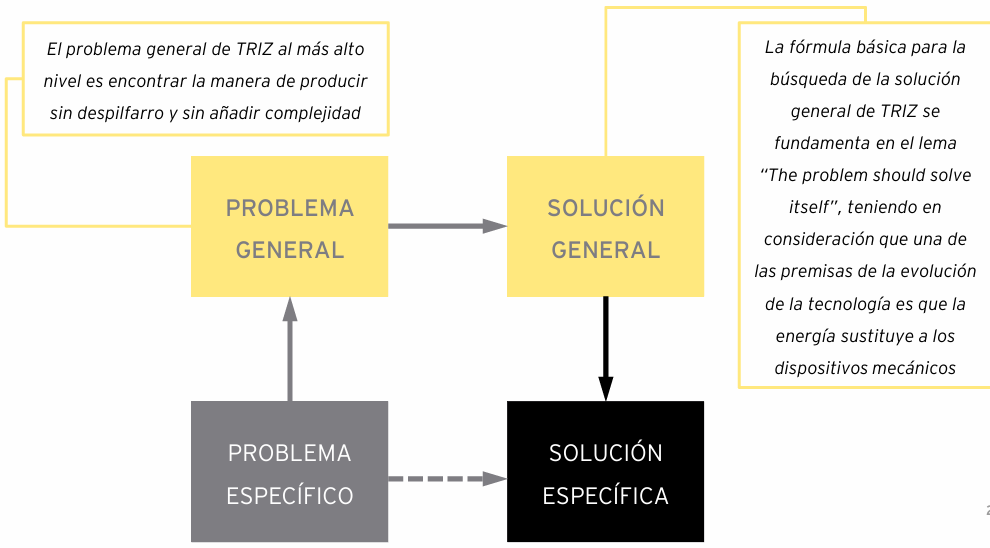 El problema general de TRIZ al más alto
nivel es encontrar la manera de producir
sin despilfarro y sin añadir complejidad
La fórmula básica para la
búsqueda de la solución
general de TRIZ se
fundamenta en el lema
“The problem should solve
itself”, teniendo en
consideración que una de
las premisas de la evolución
de la tecnología es que la
energía sustituye a los
dispositivos mecánicos
PROBLEMA
GENERAL
SOLUCIÓN
GENERAL
PROBLEMA
ESPECÍFICO
SOLUCIÓN
ESPECÍFICA